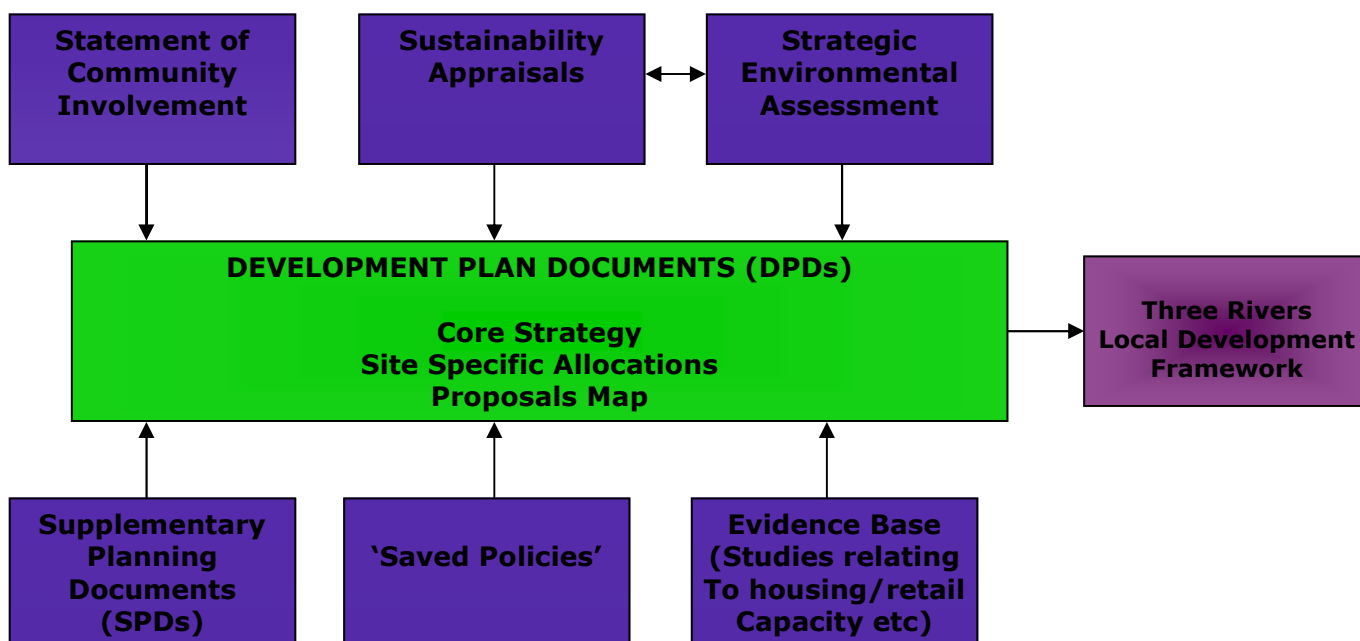 Statement of
Community
Involvement
Sustainability
Appraisals
Strategic
Environmental
Assessment
DEVELOPMENT PLAN DOCUMENTS (DPDs)
Core Strategy
Site Specific Allocations
Proposals Map
Three Rivers
Local Development
Framework
Supplementary
Planning
Documents
(SPDs)
‘Saved Policies’
Evidence Base
(Studies relating
To housing/retail
Capacity etc)